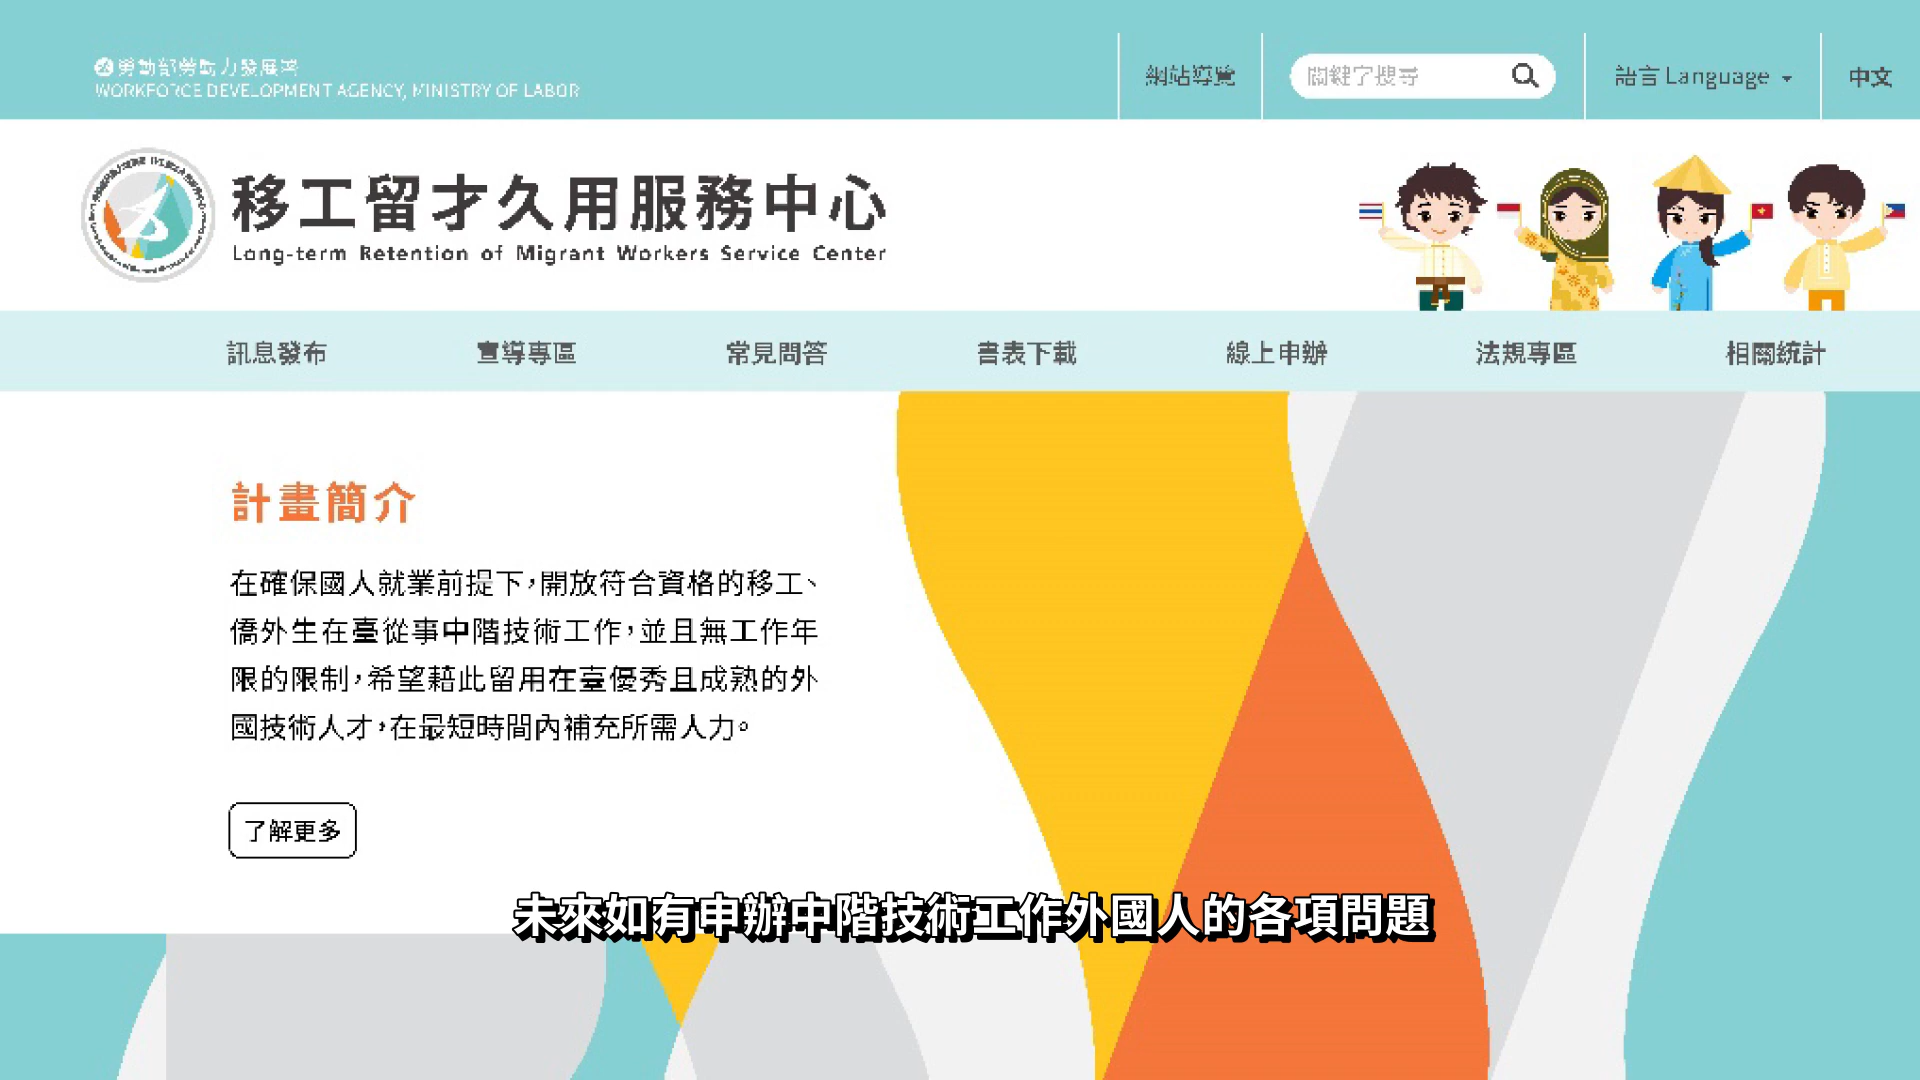 勞動部勞動力發展署
WORKFORCE DEVELOPMENT AGENCY, MINISTRY OF LABOR
網站導覽
關鍵字搜尋
語言 Language
中文
移工留才久用服務中心
Long-term Retention of Migrant Workers Service Center
訊息發布
宣導專區
常見問答
書表下載
線上申辦
法規專區
相關統計
計畫簡介
在確保國人就業前提下,開放符合資格的移工、
僑外生在臺從事中階技術工作,並且無工作年
限的限制,希望藉此留用在臺優秀且成熟的外
國技術人才,在最短時間內補充所需人力。
了解更多
未來如有申辦中階技術工作外國人的各項問題